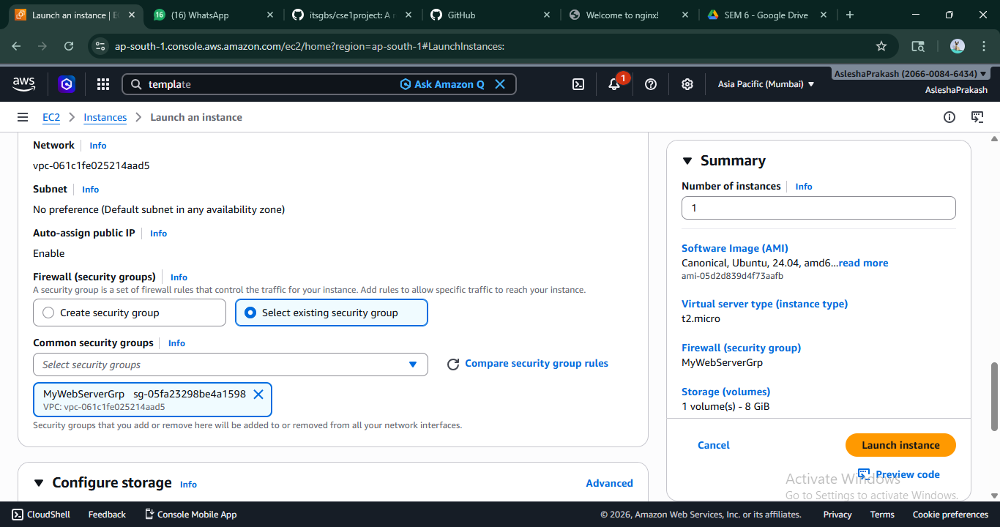 Launch an instance | E
(16) WhatsApp
itsgbs/cse1project: A
GitHub
Welcome to nginx!
SEM 6 - Google Drive
ap-south-1.console.aws.amazon.com/ec2/home?region=ap-south-1#LaunchInstances:
aws
template
Ask Amazon Q
1
Asia Pacific (Mumbai)
AsleshaPrakash (2066-0084-6434)
AsleshaPrakash
EC2 > Instances > Launch an instance
Network Info
vpc-061c1fe025214aad5
Subnet Info
No preference (Default subnet in any availability zone)
Auto-assign public IP Info
Enable
Firewall (security groups) Info
A security group is a set of firewall rules that control the traffic for your instance. Add rules to allow specific traffic to reach your instance.
Create security group
Select existing security group
Common security groups Info
Select security groups
Compare security group rules
MyWebServerGrp sg-05fa23298be4a1598
VPC: vpc-061c1fe025214aad5
Security groups that you add or remove here will be added to or removed from all your network interfaces.
Configure storage Info
Advanced
Summary
Number of instances Info
1
Software Image (AMI)
Canonical, Ubuntu, 24.04, amd6...read more
ami-05d2d839d4f73aafb
Virtual server type (instance type)
t2.micro
Firewall (security group)
MyWebServerGrp
Storage (volumes)
1 volume(s) - 8 GiB
Cancel
Launch instance
Preview code
Activate Windows
Go to Settings to activate Windows.
CloudShell
Feedback
Console Mobile App
© 2026, Amazon Web Services, Inc. or its affiliates.
Privacy
Terms
Cookie preferences